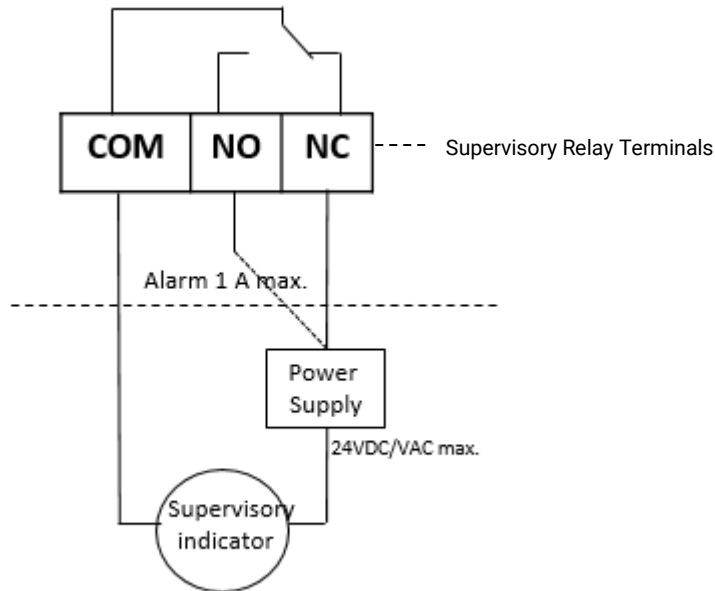 COM NO NC
Supervisory Relay Terminals
Alarm 1 A max.
Power
Supply
24VDC/VAC max.
Supervisory
indicator